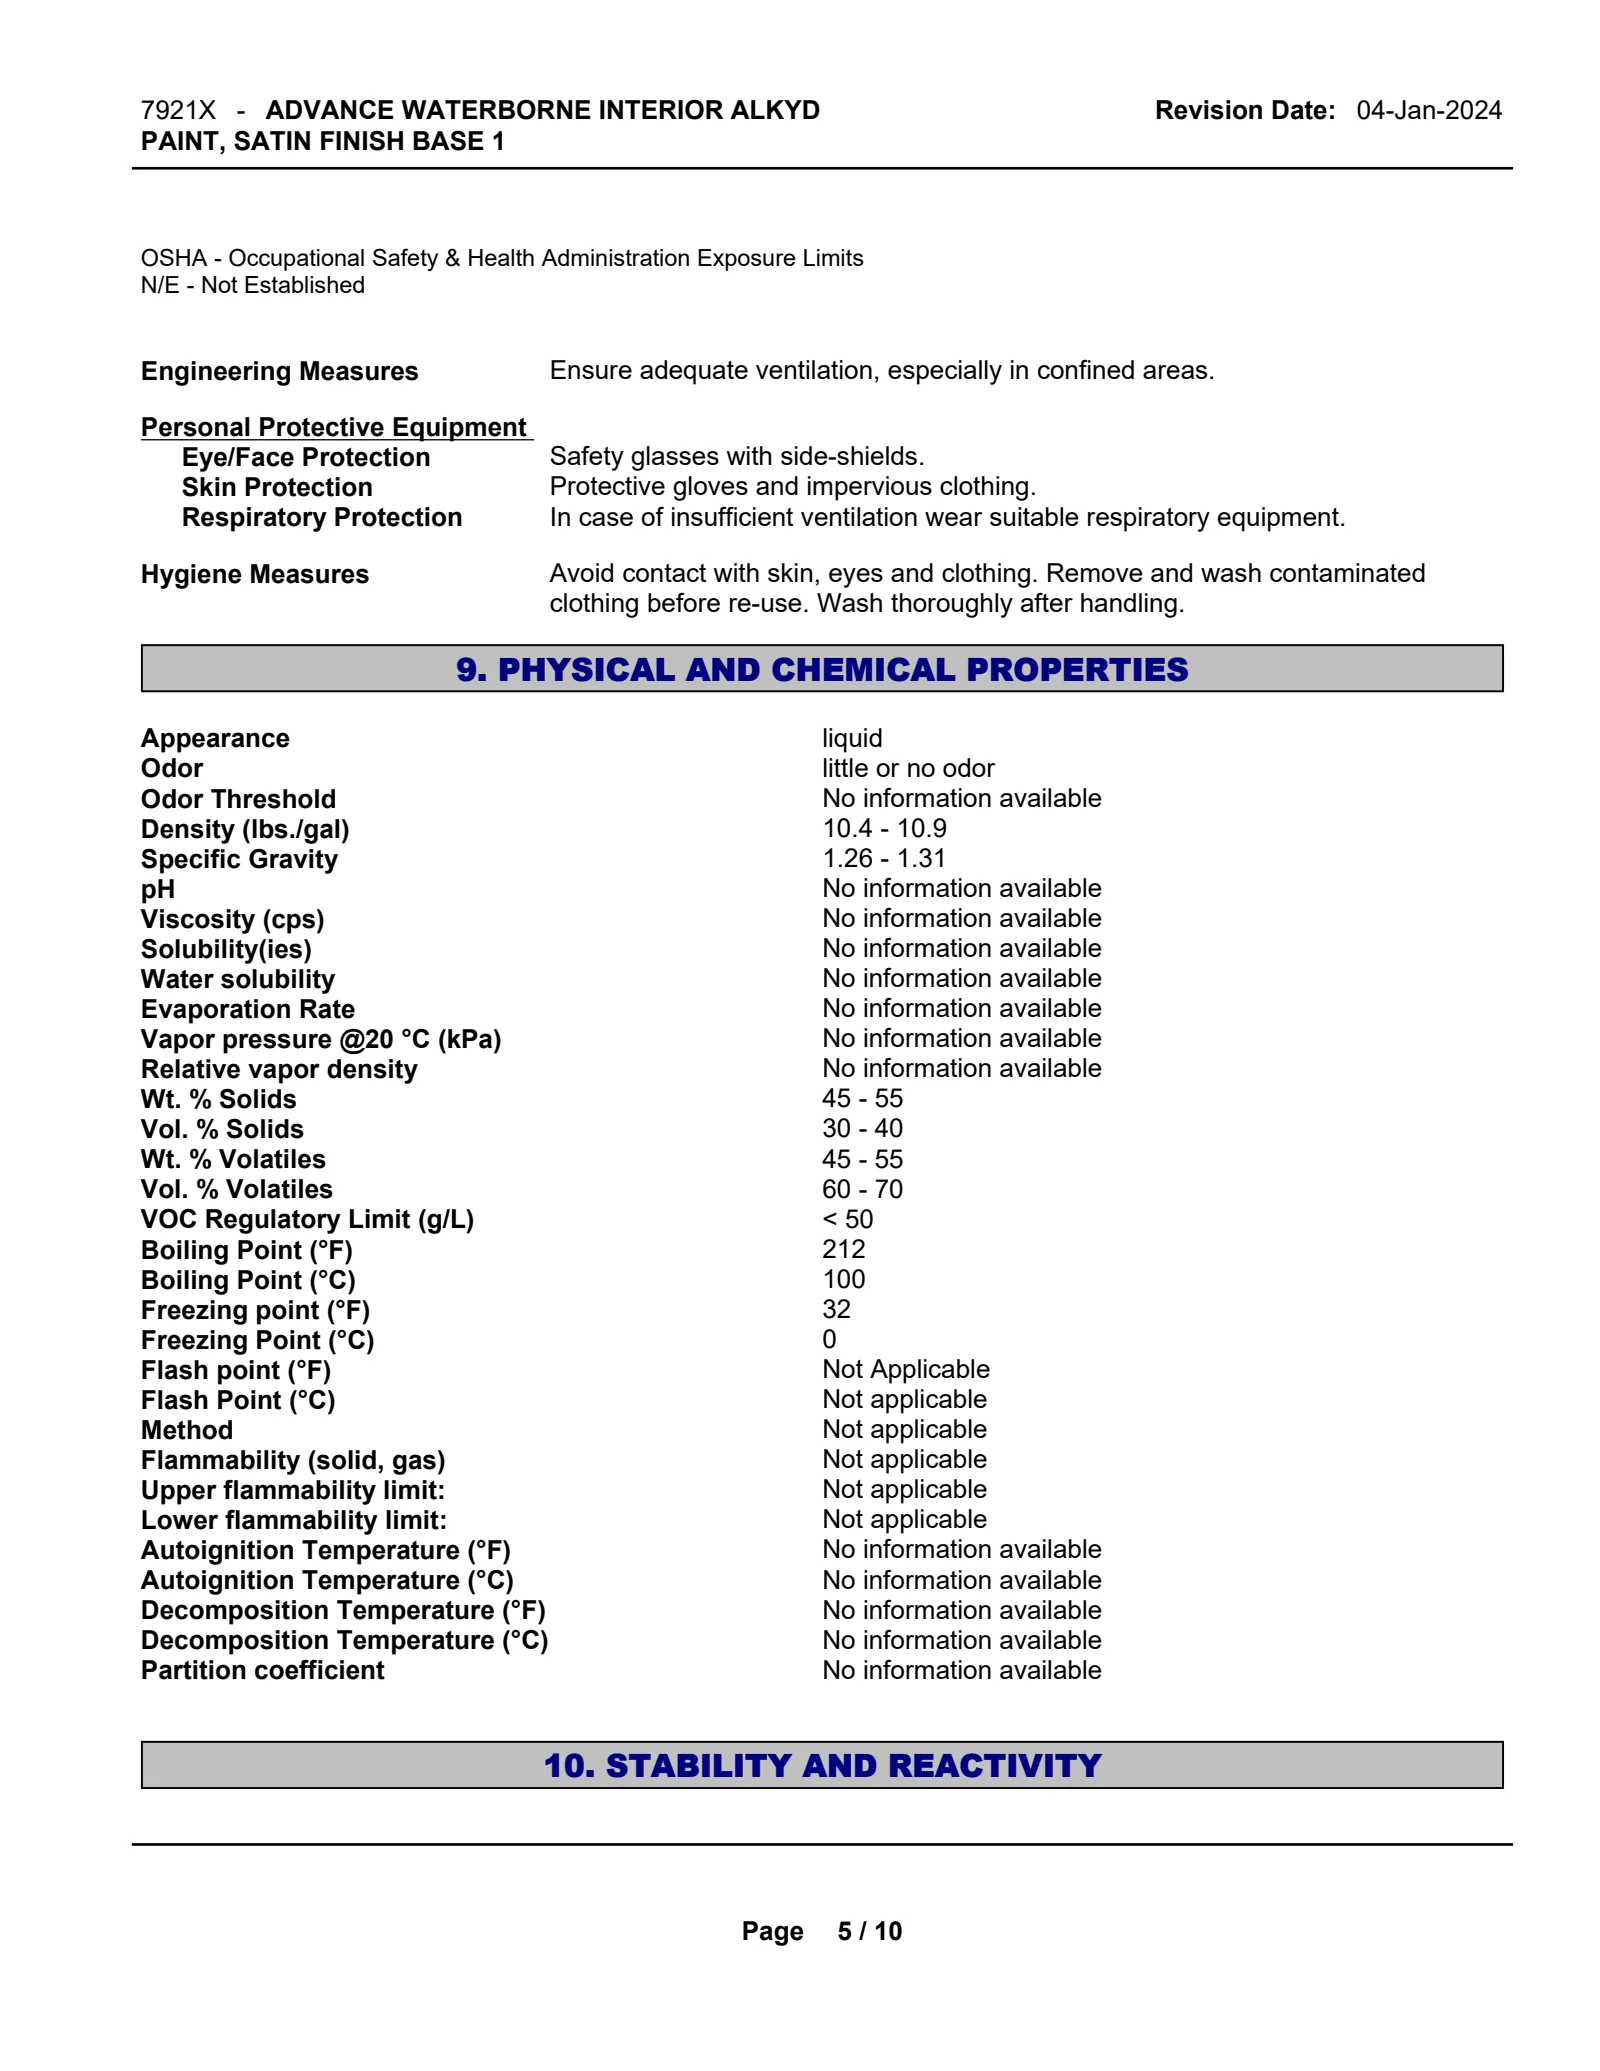 7921X - ADVANCE WATERBORNE INTERIOR ALKYD Revision Date: 04-Jan-2024
PAINT, SATIN FINISH BASE 1
OSHA - Occupational Safety & Health Administration Exposure Limits
N/E - Not Established
Engineering Measures Ensure adequate ventilation, especially in confined areas.
Personal Protective Equipment
Eye/Face Protection Safety glasses with side-shields.
Skin Protection Protective gloves and impervious clothing.
Respiratory Protection In case of insufficient ventilation wear suitable respiratory equipment.
Hygiene Measures Avoid contact with skin, eyes and clothing. Remove and wash contaminated
clothing before re-use. Wash thoroughly after handling.
9. PHYSICAL AND CHEMICAL PROPERTIES
Appearance liquid
Odor little or no odor
Odor Threshold No information available
Density (lbs./gal) 10.4 - 10.9
Specific Gravity 1.26 - 1.31
pH No information available
Viscosity (cps) No information available
Solubility(ies) No information available
Water solubility No information available
Evaporation Rate No information available
Vapor pressure @20 °C (kPa) No information available
Relative vapor density No information available
Wt. % Solids 45 - 55
Vol. % Solids 30 - 40
Wt. % Volatiles 45 - 55
Vol. % Volatiles 60 - 70
VOC Regulatory Limit (g/L) < 50
Boiling Point (°F) 212
Boiling Point (°C) 100
Freezing point (°F) 32
Freezing Point (°C) 0
Flash point (°F) Not Applicable
Flash Point (°C) Not applicable
Method Not applicable
Flammability (solid, gas) Not applicable
Upper flammability limit: Not applicable
Lower flammability limit: Not applicable
Autoignition Temperature (°F) No information available
Autoignition Temperature (°C) No information available
Decomposition Temperature (°F) No information available
Decomposition Temperature (°C) No information available
Partition coefficient No information available
10. STABILITY AND REACTIVITY
Page 5 / 10